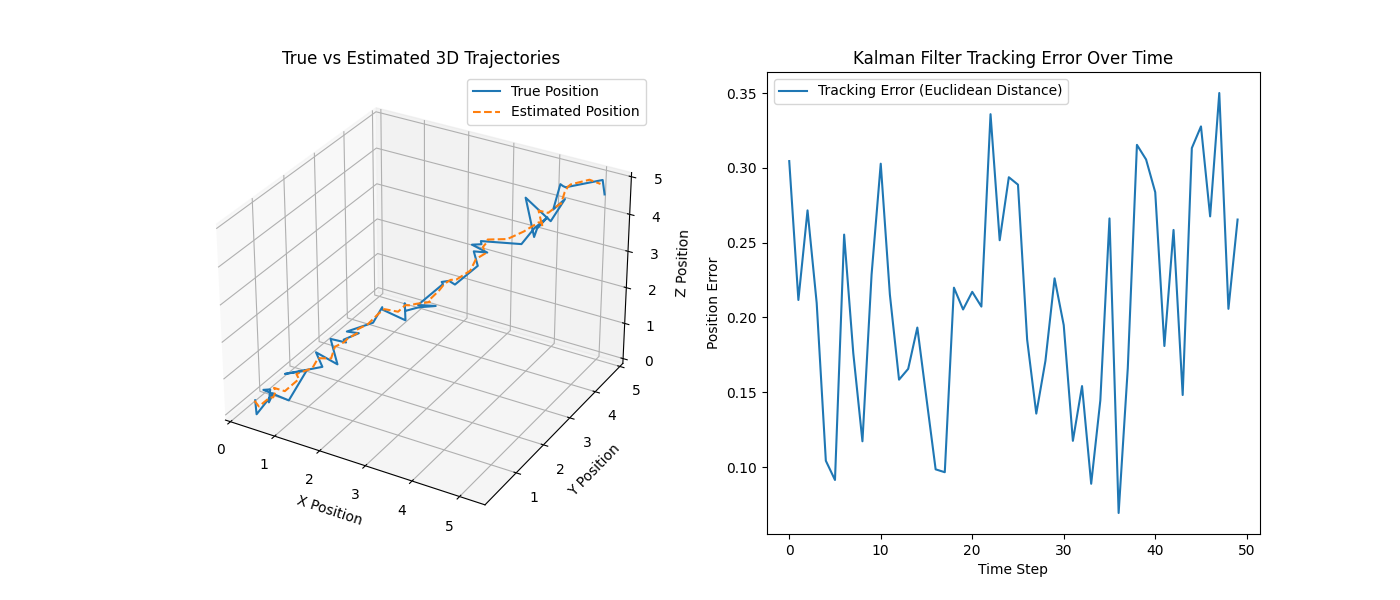 True vs Estimated 3D Trajectories
True Position
Estimated Position
0
1
2
3
4
5
X Position
1
2
3
4
5
Y Position
0
1
2
3
4
5
Z Position
Kalman Filter Tracking Error Over Time
Tracking Error (Euclidean Distance)
0.35
0.30
0.25
0.20
0.15
0.10
Position Error
0
10
20
30
40
50
Time Step